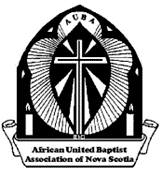 AUBA
African United Baptist
Association of Nova Scotia